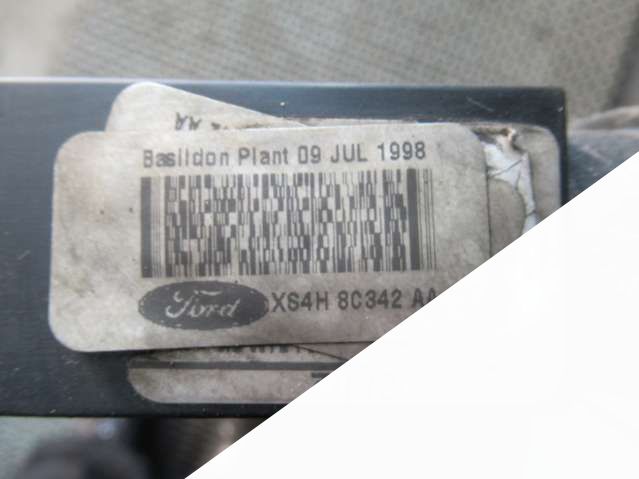 Basildon Plant 09 JUL 1998
Ford XS4H 8C342 AA